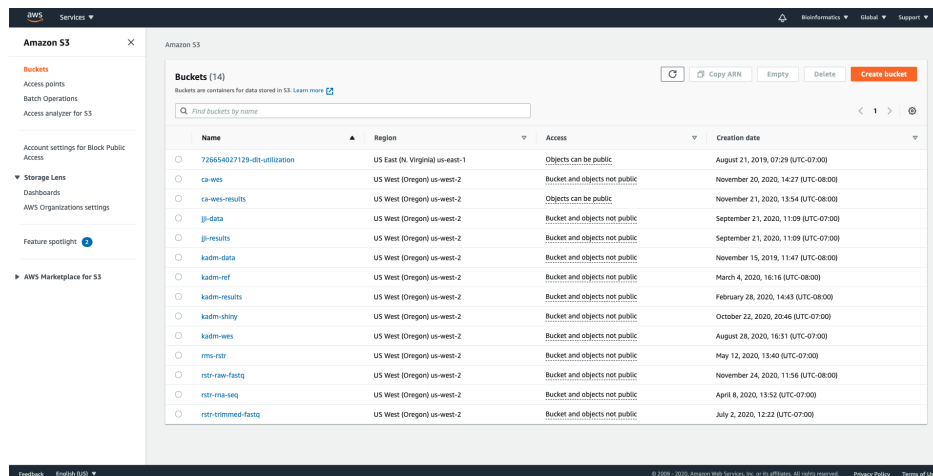 aws Services ▼ Bioinformatics ▼ Global ▼ Support ▼
Amazon S3 ×
Buckets
Access points
Batch Operations
Access analyzer for S3
Account settings for Block Public
Access
▼ Storage Lens
Dashboards
AWS Organizations settings
Feature spotlight 2
▶ AWS Marketplace for S3
Amazon S3
Buckets (14)
Buckets are containers for data stored in S3. Learn more
Copy ARN Empty Delete Create bucket
Find buckets by name
< 1 >
Name ▲ Region ▽ Access ▽ Creation date ▽
726654027129-dlt-utilization US East (N. Virginia) us-east-1 Objects can be public August 21, 2019, 07:29 (UTC-07:00)
ca-wes US West (Oregon) us-west-2 Bucket and objects not public November 20, 2020, 14:27 (UTC-08:00)
ca-wes-results US West (Oregon) us-west-2 Objects can be public November 21, 2020, 13:54 (UTC-08:00)
jji-data US West (Oregon) us-west-2 Bucket and objects not public September 21, 2020, 11:09 (UTC-07:00)
jji-results US West (Oregon) us-west-2 Bucket and objects not public September 21, 2020, 11:09 (UTC-07:00)
kadm-data US West (Oregon) us-west-2 Bucket and objects not public November 15, 2019, 11:47 (UTC-08:00)
kadm-ref US West (Oregon) us-west-2 Bucket and objects not public March 4, 2020, 16:16 (UTC-08:00)
kadm-results US West (Oregon) us-west-2 Bucket and objects not public February 28, 2020, 14:43 (UTC-08:00)
kadm-shiny US West (Oregon) us-west-2 Bucket and objects not public October 22, 2020, 20:46 (UTC-07:00)
kadm-wes US West (Oregon) us-west-2 Bucket and objects not public August 28, 2020, 16:31 (UTC-07:00)
rms-rstr US West (Oregon) us-west-2 Bucket and objects not public May 12, 2020, 13:40 (UTC-07:00)
rstr-raw-fastq US West (Oregon) us-west-2 Bucket and objects not public November 24, 2020, 11:56 (UTC-08:00)
rstr-rna-seq US West (Oregon) us-west-2 Bucket and objects not public April 8, 2020, 13:52 (UTC-07:00)
rstr-trimmed-fastq US West (Oregon) us-west-2 Bucket and objects not public July 2, 2020, 12:22 (UTC-07:00)
Feedback English (US) ▼ © 2008 - 2020, Amazon Web Services, Inc. or its affiliates. All rights reserved. Privacy Policy Terms of U